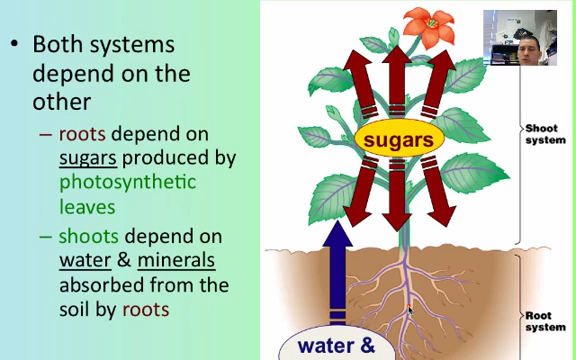 • Both systems
depend on the
other
– roots depend on
sugars produced by
photosynthetic
leaves
– shoots depend on
water & minerals
absorbed from the
soil by roots
sugars
Shoot
system
Root
system
water &